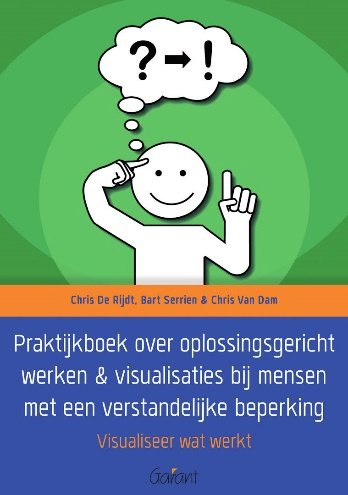 ? → !
Chris De Rijdt, Bart Serrien & Chris Van Dam
Praktijkboek over oplossingsgericht
werken & visualisaties bij mensen
met een verstandelijke beperking
Visualiseer wat werkt
Garant